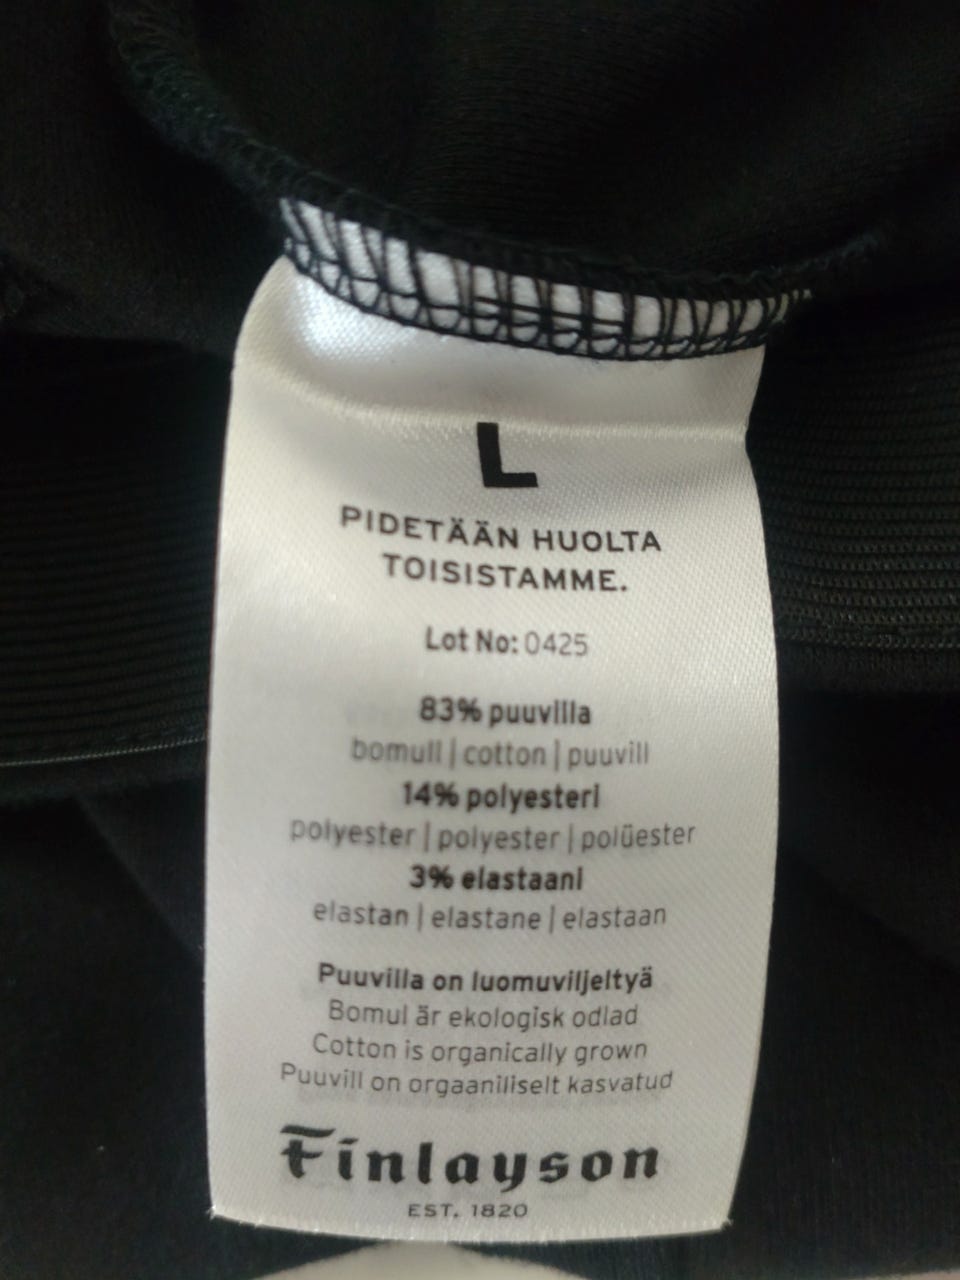 L
PIDETÄÄN HUOLTA
TOISISTAMME.
Lot No: 0425
83% puuvilla
bomull | cotton | puuvill
14% polyesteri
polyester | polyester | polüester
3% elastaani
elastan | elastane | elastaan
Puuvilla on luomuviljeltyä
Bomul är ekologisk odlad
Cotton is organically grown
Puuvill on orgaaniliselt kasvatud
Finlayson
EST. 1820